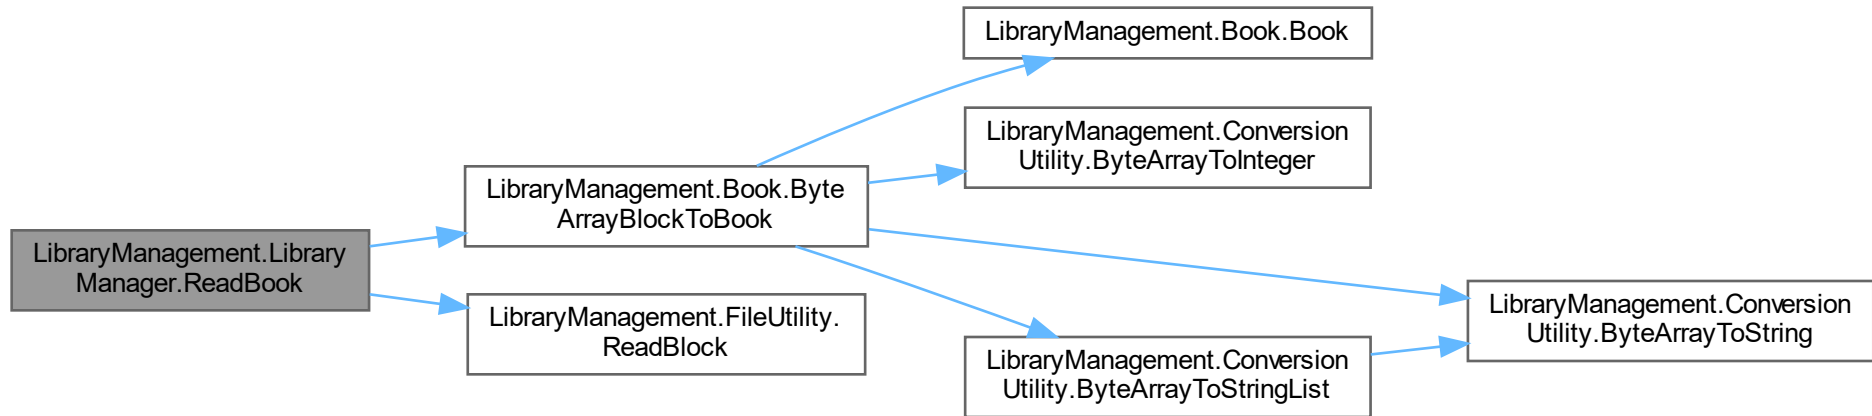 LibraryManagement.Library
Manager.ReadBook
LibraryManagement.Book.Byte
ArrayBlockToBook
LibraryManagement.FileUtility.
ReadBlock
LibraryManagement.Book.Book
LibraryManagement.Conversion
Utility.ByteArrayToInteger
LibraryManagement.Conversion
Utility.ByteArrayToStringList
LibraryManagement.Conversion
Utility.ByteArrayToString